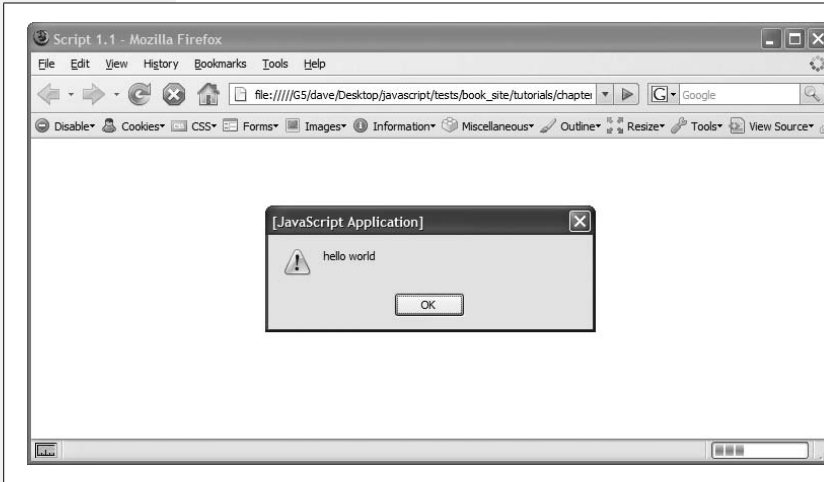 Script 1.1 - Mozilla Firefox
File Edit View History Bookmarks Tools Help
file://///G5/dave/Desktop/javascript/tests/book_site/tutorials/chapter G Google
Disable Cookies CSS Forms Images Information Miscellaneous Outline Resize Tools View Source
[JavaScript Application]
hello world
OK